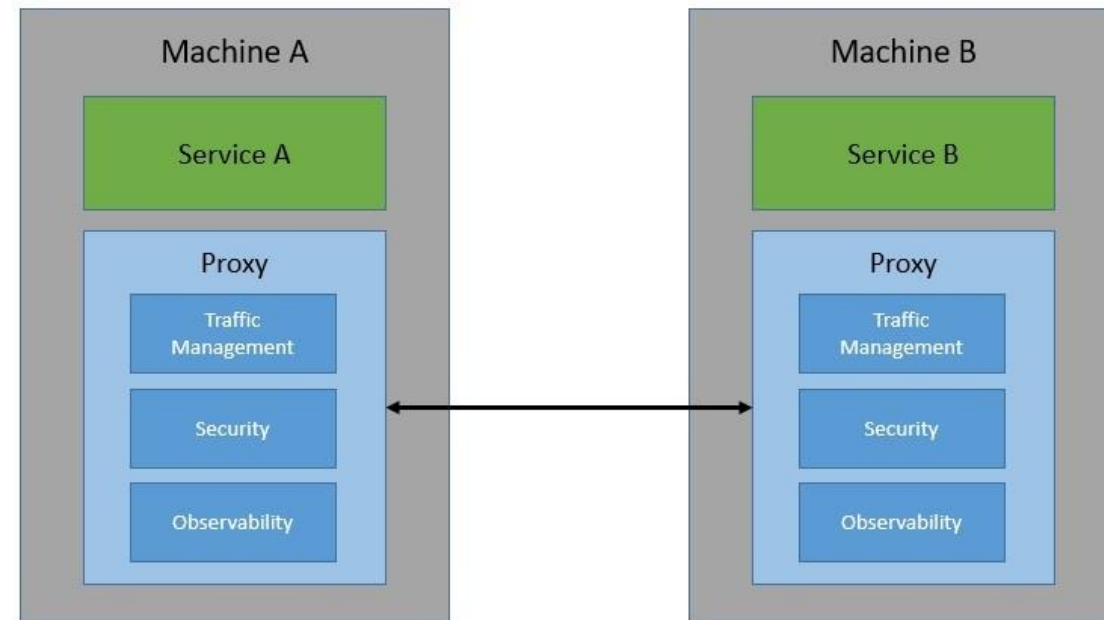 Machine A
Service A
Proxy
Traffic
Management
Security
Observability
Machine B
Service B
Proxy
Traffic
Management
Security
Observability